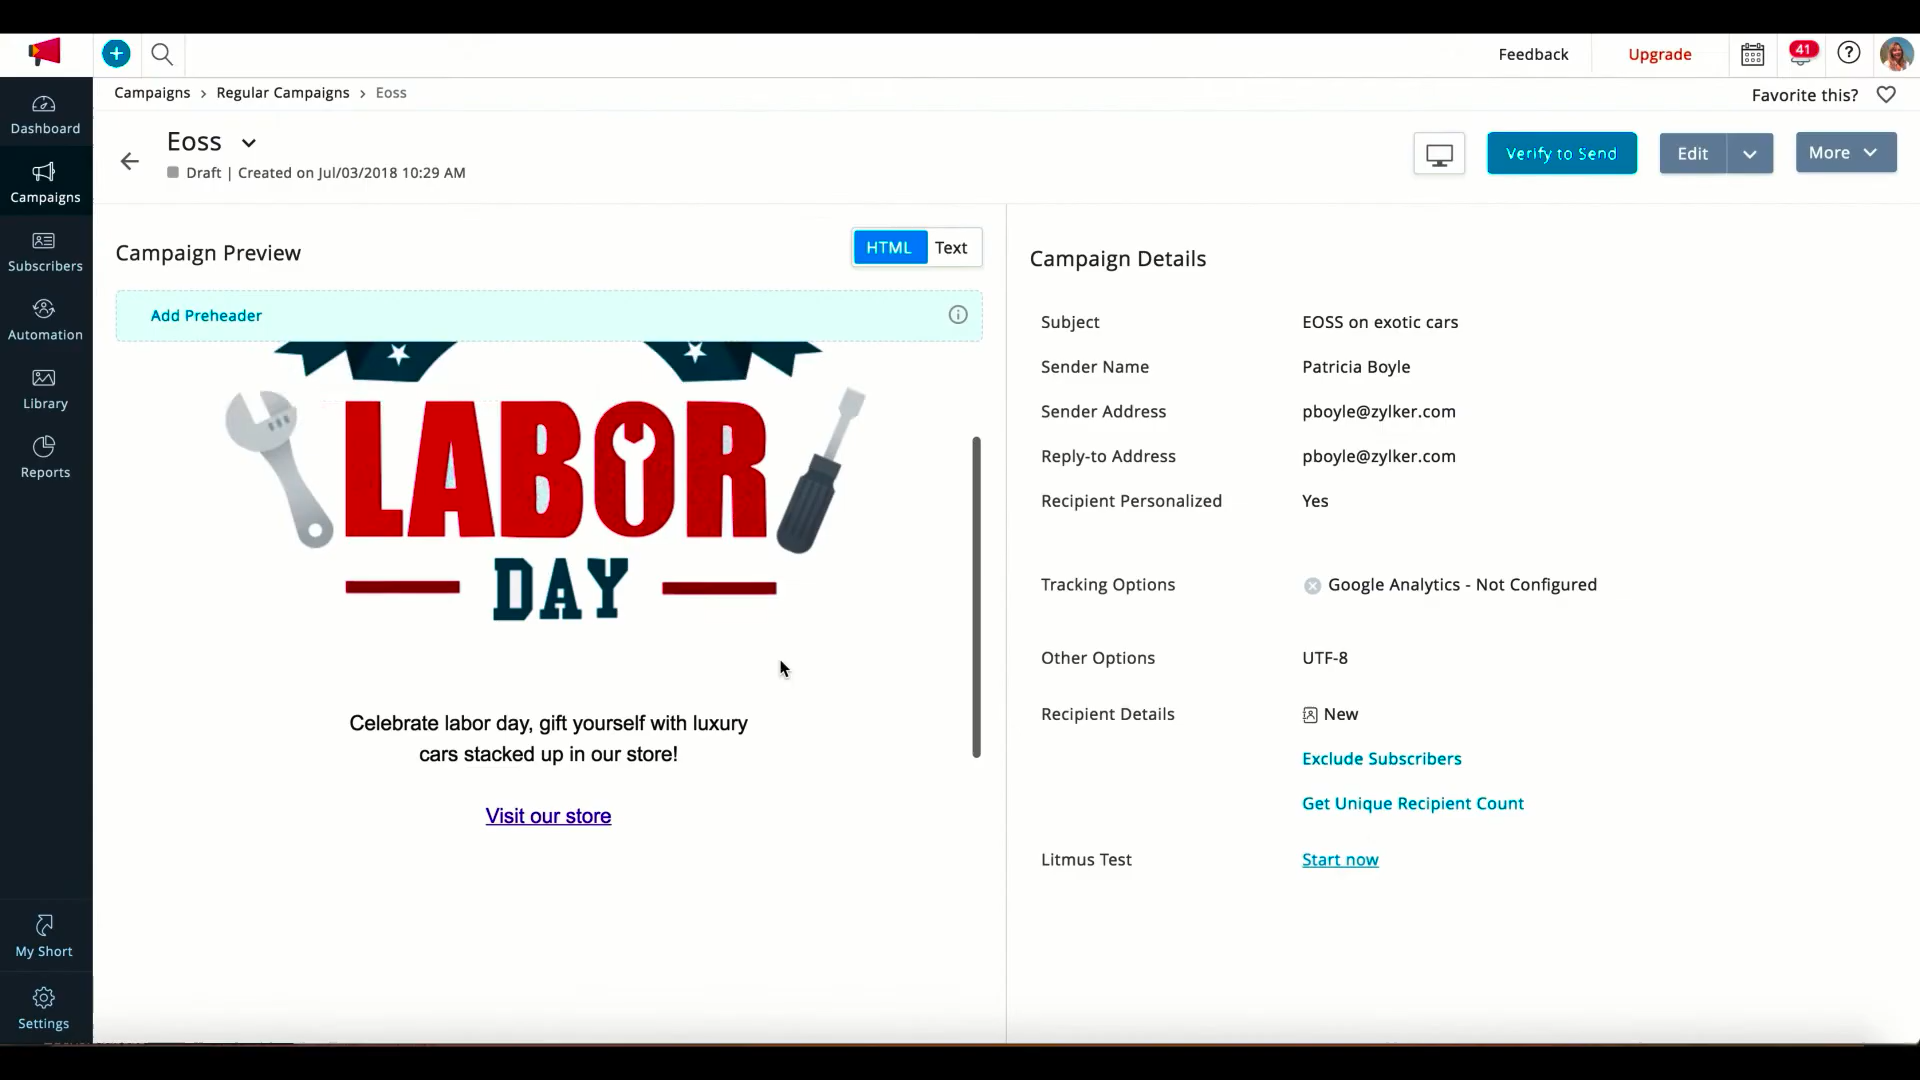 Feedback
Upgrade
41
Campaigns > Regular Campaigns > Eoss
Favorite this?
Dashboard
Campaigns
Subscribers
Automation
Library
Reports
My Short
Settings
Eoss
Draft | Created on Jul/03/2018 10:29 AM
Verify to Send
Edit
More
Campaign Preview
HTML
Text
Add Preheader
LABOR
DAY
Celebrate labor day, gift yourself with luxury
cars stacked up in our store!
Visit our store
Campaign Details
Subject EOSS on exotic cars
Sender Name Patricia Boyle
Sender Address pboyle@zylker.com
Reply-to Address pboyle@zylker.com
Recipient Personalized Yes
Tracking Options Google Analytics - Not Configured
Other Options UTF-8
Recipient Details New
Exclude Subscribers
Get Unique Recipient Count
Litmus Test Start now